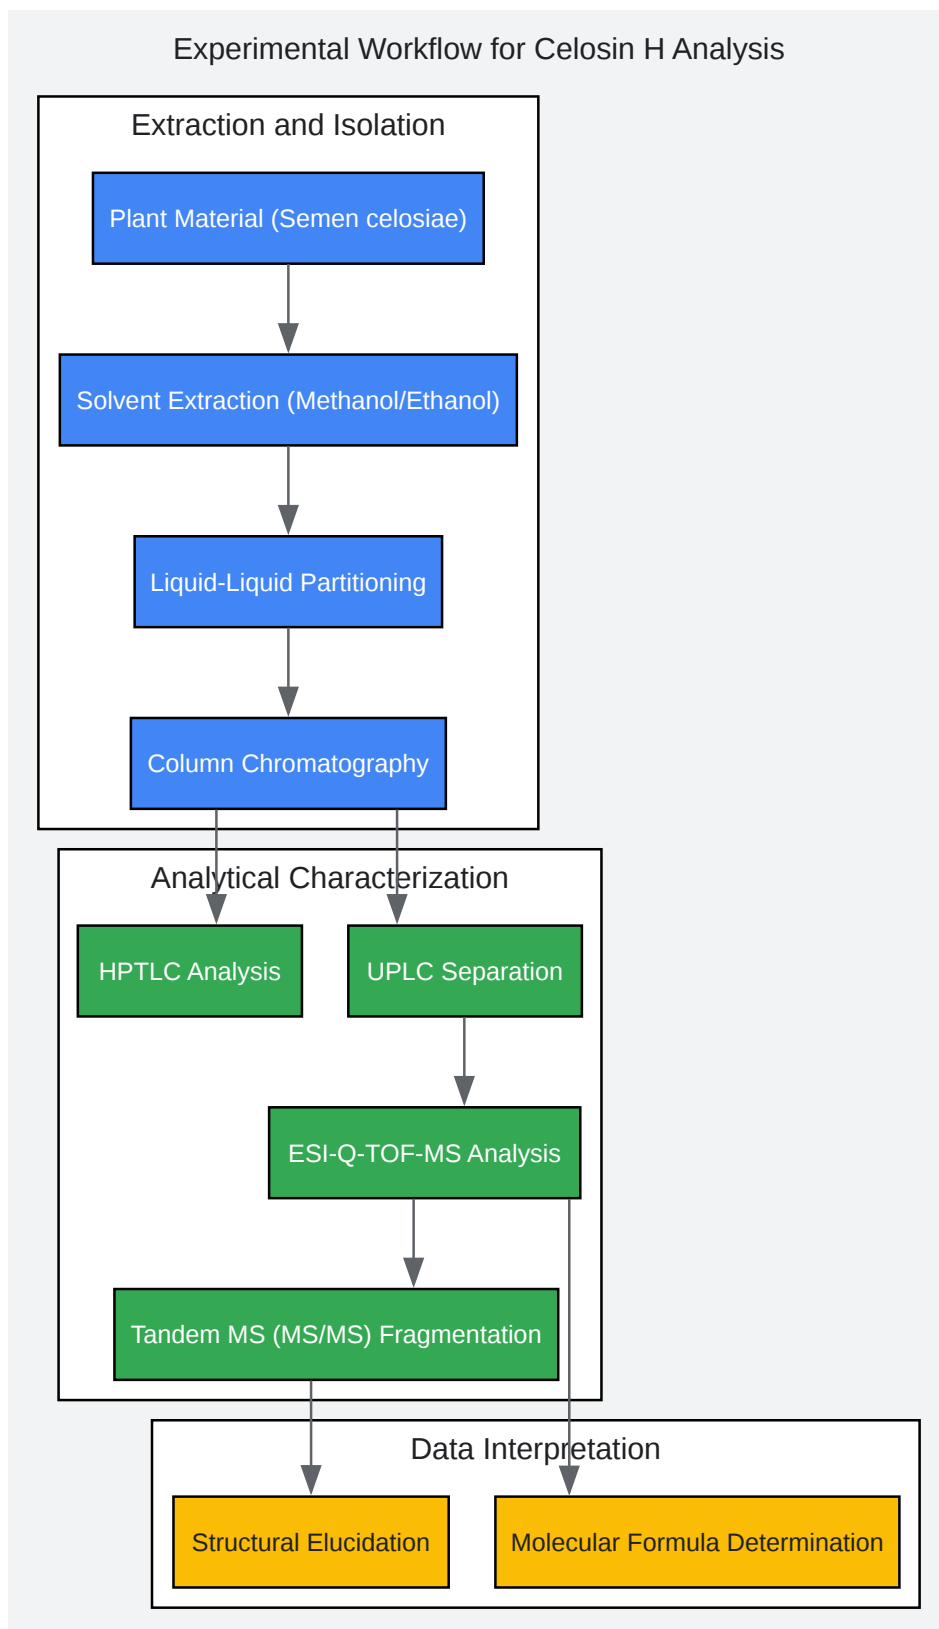 Experimental Workflow for Celosin H Analysis
Extraction and Isolation
Plant Material (Semen celosiae)
Solvent Extraction (Methanol/Ethanol)
Liquid-Liquid Partitioning
Column Chromatography
Analytical Characterization
HPTLC Analysis
UPLC Separation
ESI-Q-TOF-MS Analysis
Tandem MS (MS/MS) Fragmentation
Data Interpretation
Structural Elucidation
Molecular Formula Determination